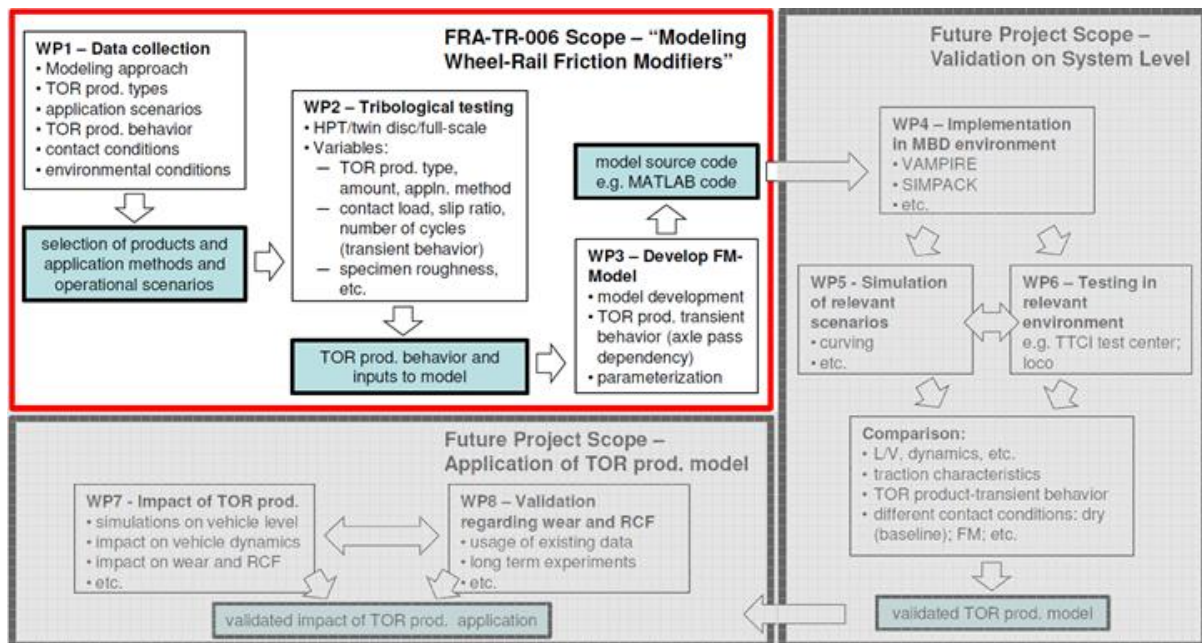 FRA-TR-006 Scope – “Modeling
Wheel-Rail Friction Modifiers”
WP1 – Data collection
• Modeling approach
• TOR prod. types
• application scenarios
• TOR prod. behavior
• contact conditions
• environmental conditions
selection of products and
application methods and
operational scenarios
WP2 – Tribological testing
• HPT/twin disc/full-scale
• Variables:
— TOR prod. type,
amount, appln. method
— contact load, slip ratio,
number of cycles
(transient behavior)
— specimen roughness,
etc.
TOR prod. behavior and
inputs to model
WP3 – Develop FM-
Model
• model development
• TOR prod. transient
behavior (axle pass
dependency)
• parameterization
model source code
e.g. MATLAB code
Future Project Scope –
Validation on System Level
WP4 – Implementation
in MBD environment
• VAMPIRE
• SIMPACK
• etc.
WP5 - Simulation
of relevant
scenarios
• curving
• etc.
WP6 – Testing in
relevant
environment
e.g. TTCI test center;
loco
Comparison:
• L/V, dynamics, etc.
• traction characteristics
• TOR product-transient behavior
• different contact conditions: dry
(baseline); FM; etc.
validated TOR prod. model
Future Project Scope –
Application of TOR prod. model
WP7 - Impact of TOR prod.
• simulations on vehicle level
• impact on vehicle dynamics
• impact on wear and RCF
• etc.
WP8 – Validation
regarding wear and RCF
• usage of existing data
• long term experiments
• etc.
validated impact of TOR prod. application